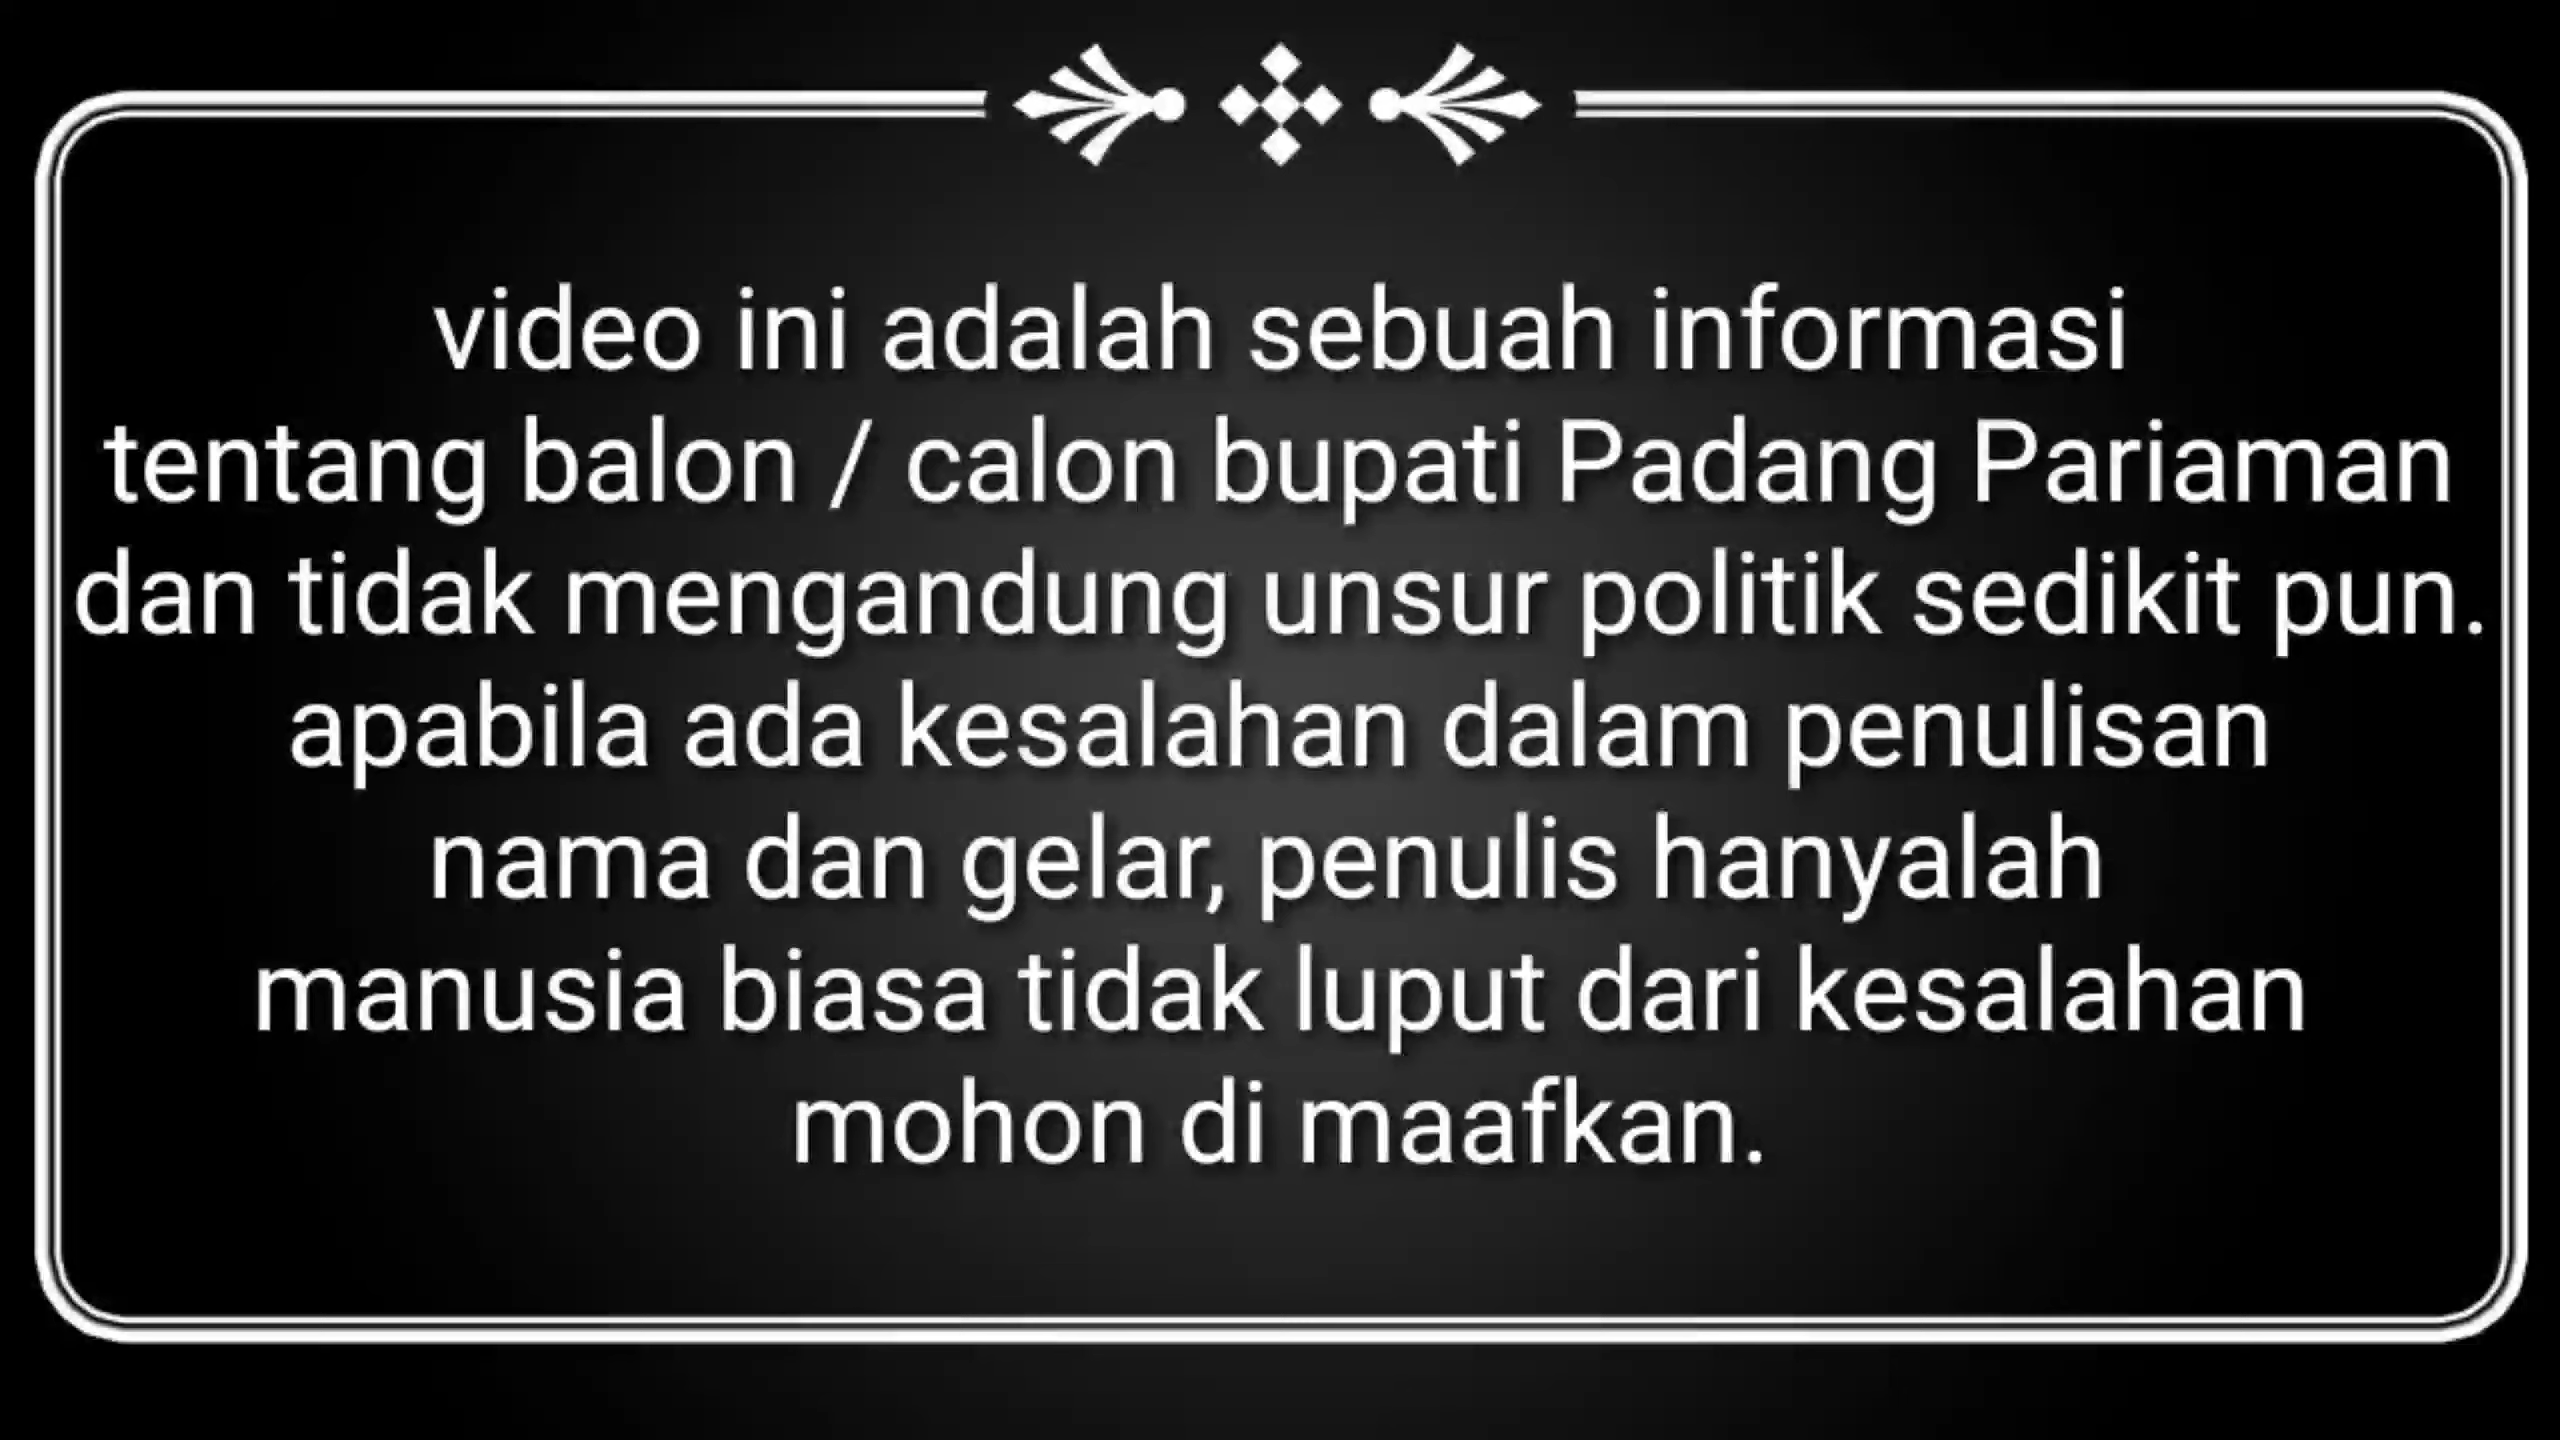 video ini adalah sebuah informasi
tentang balon / calon bupati Padang Pariaman
dan tidak mengandung unsur politik sedikit pun.
apabila ada kesalahan dalam penulisan
nama dan gelar, penulis hanyalah
manusia biasa tidak luput dari kesalahan
mohon di maafkan.